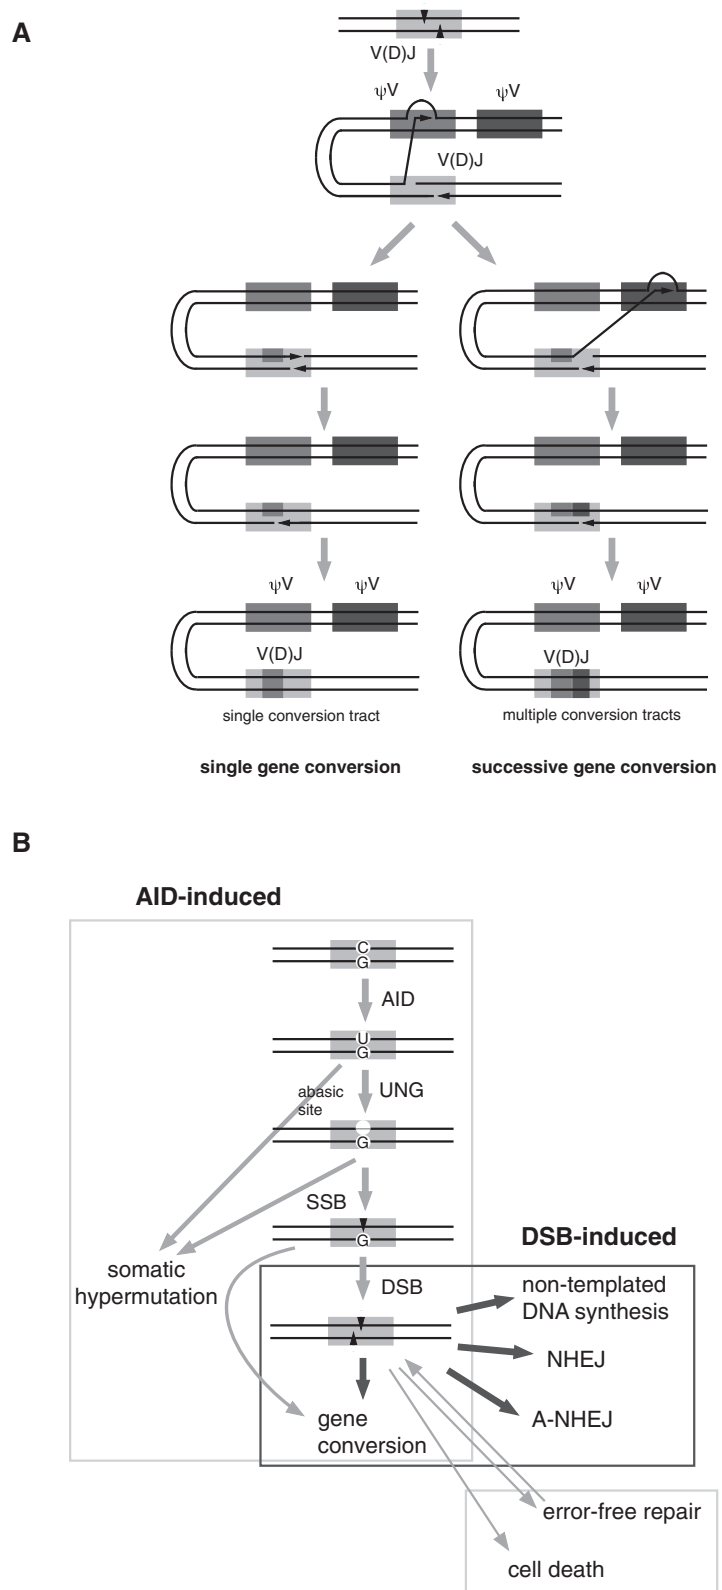 A
V(D)J
ψV
ψV
V(D)J
ψV
ψV
ψV
ψV
V(D)J
V(D)J
single conversion tract
multiple conversion tracts
single gene conversion
successive gene conversion
B
AID-induced
C
G
AID
U
G
abasic
site
UNG
G
SSB
G
DSB-induced
somatic
hypermutation
DSB
non-templated
DNA synthesis
NHEJ
A-NHEJ
gene
conversion
error-free repair
cell death